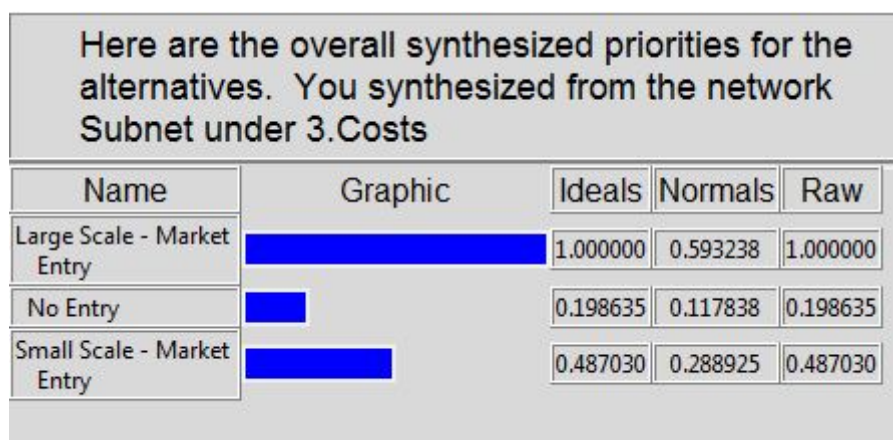 Here are the overall synthesized priorities for the
alternatives.  You synthesized from the network
Subnet under 3.Costs
Name Graphic Ideals Normals Raw
Large Scale - Market
Entry
1.000000 0.593238 1.000000
No Entry 0.198635 0.117838 0.198635
Small Scale - Market
Entry
0.487030 0.288925 0.487030